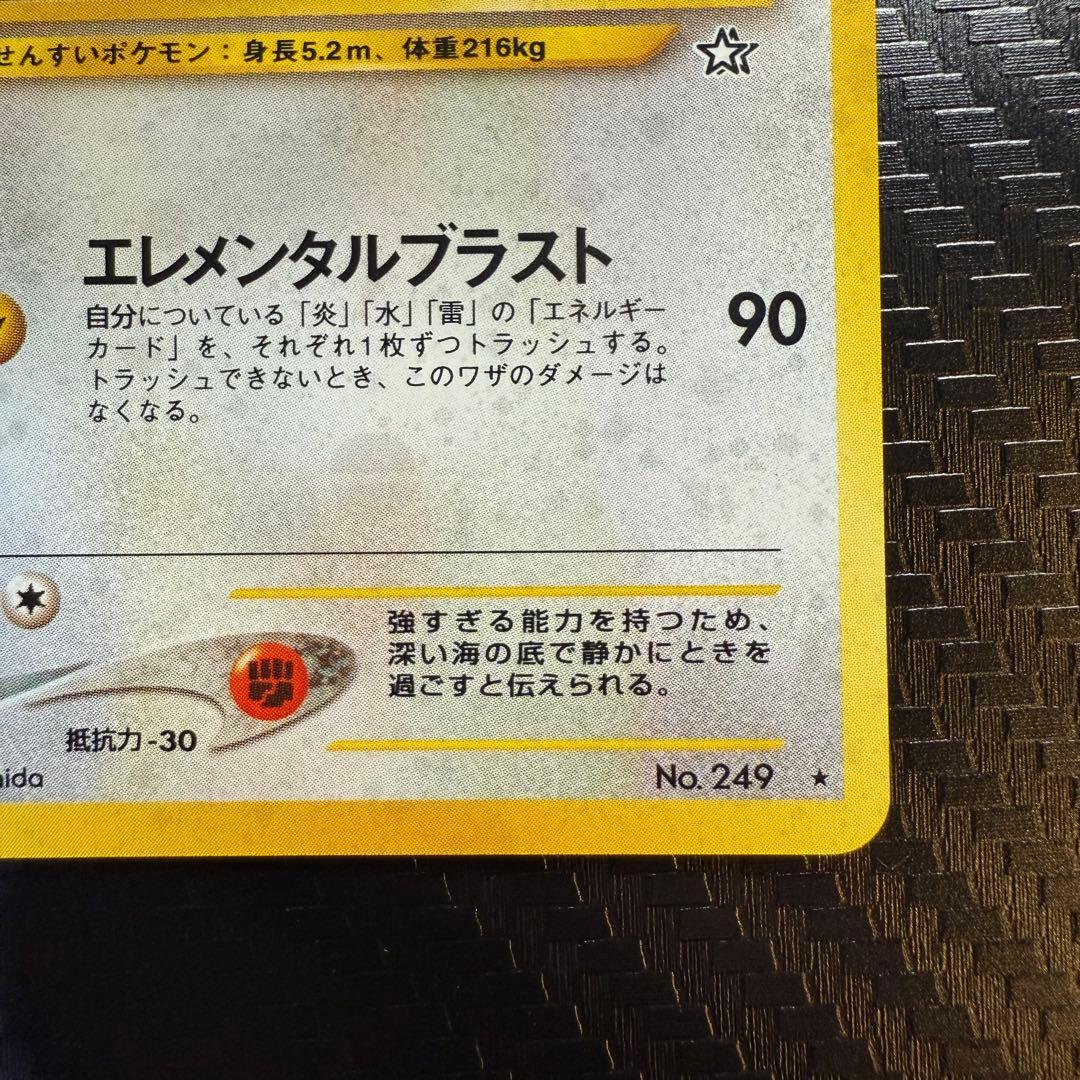 せんすいポケモン：身長5.2m、体重216kg
エレメンタルブラスト
自分についている「炎」「水」「雷」の「エネルギー
カード」を、それぞれ1枚ずつトラッシュする。
トラッシュできないとき、このワザのダメージは
なくなる。
90
強すぎる能力を持つため、
深い海の底で静かにときを
過ごすと伝えられる。
抵抗力-30
ida
No. 249 ★